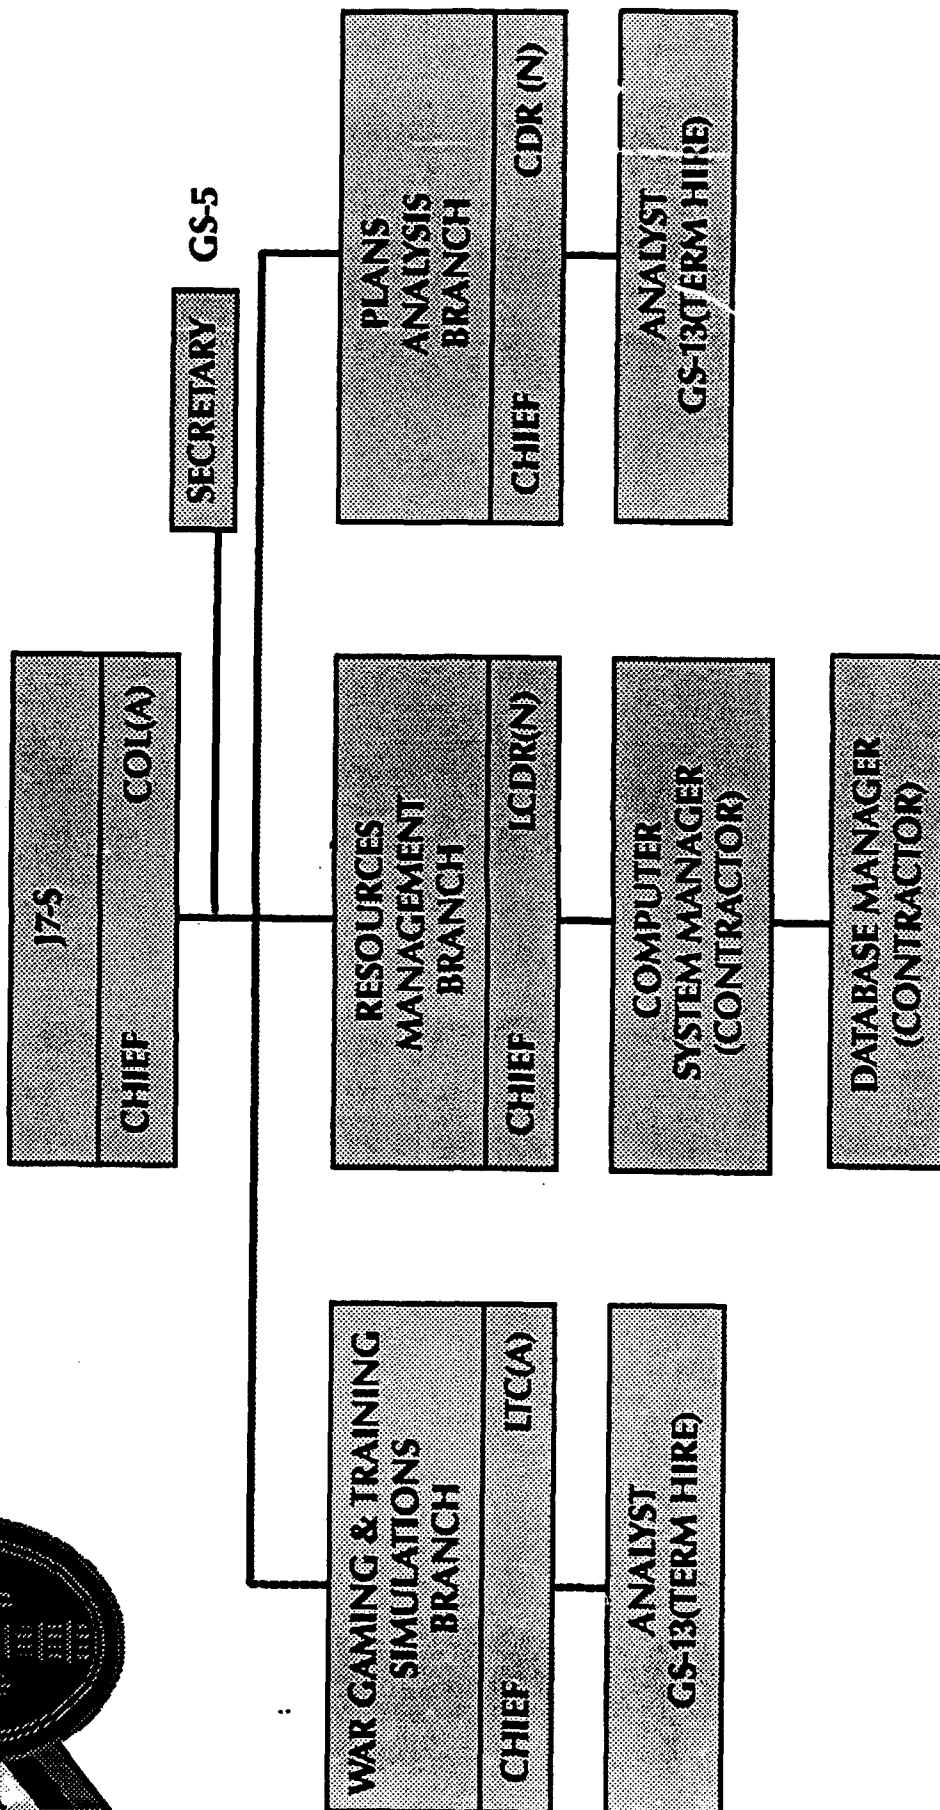 J7-S
CHIEF COL(A)
SECRETARY GS-5
WAR GAMING & TRAINING
SIMULATIONS
BRANCH
CHIEF LTC(A)
ANALYST
GS-13(TERM HIRE)
RESOURCES
MANAGEMENT
BRANCH
CHIEF LCDR(N)
COMPUTER
SYSTEM MANAGER
(CONTRACTOR)
DATABASE MANAGER
(CONTRACTOR)
PLANS
ANALYSIS
BRANCH
CHIEF CDR (N)
ANALYST
GS-13(TERM HIRE)